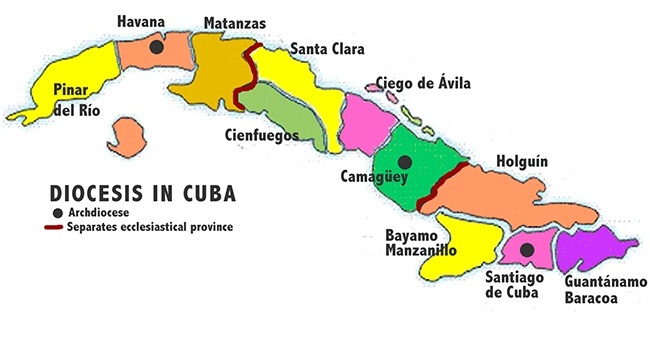 Havana
Matanzas
Santa Clara
Ciego de Ávila
Pinar
del Río
Cienfuegos
Camagüey
Holguín
DIOCESIS IN CUBA
Archdiocese
Separates ecclesiastical province
Bayamo
Manzanillo
Santiago
de Cuba
Guantánamo
Baracoa